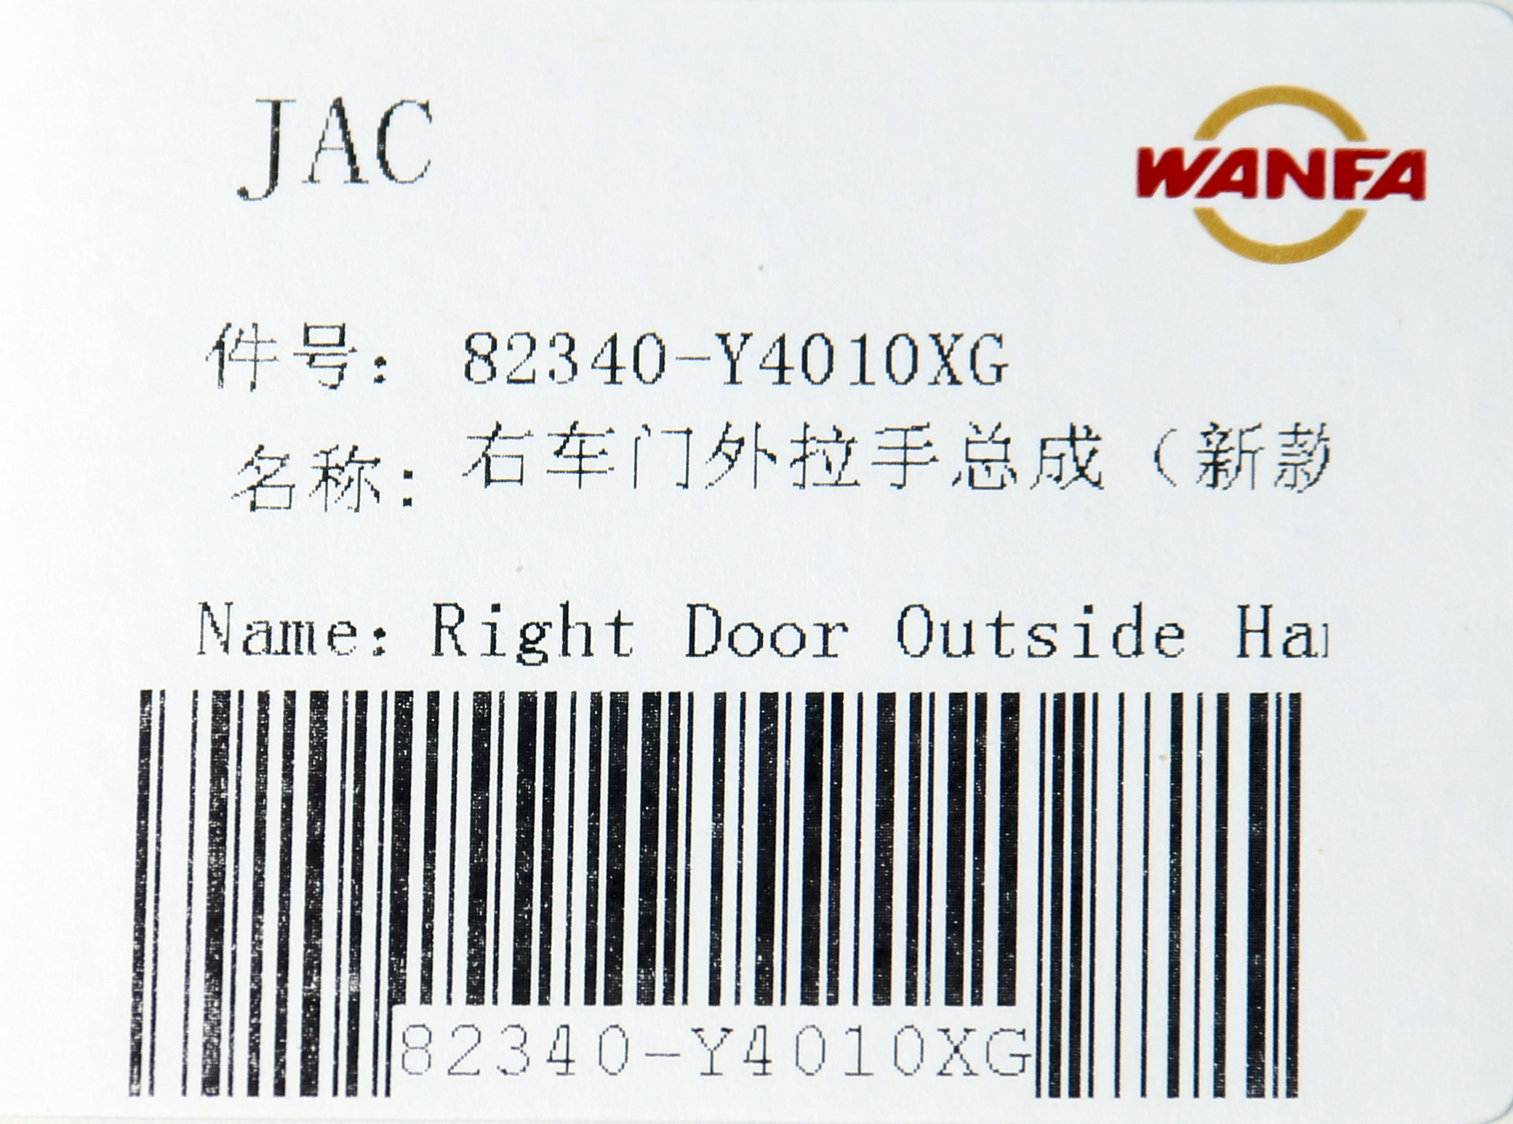 JAC
WANFA
件号: 82340-Y4010XG
名称: 右车门外拉手总成（新款
Name: Right Door Outside
82340-Y4010XG